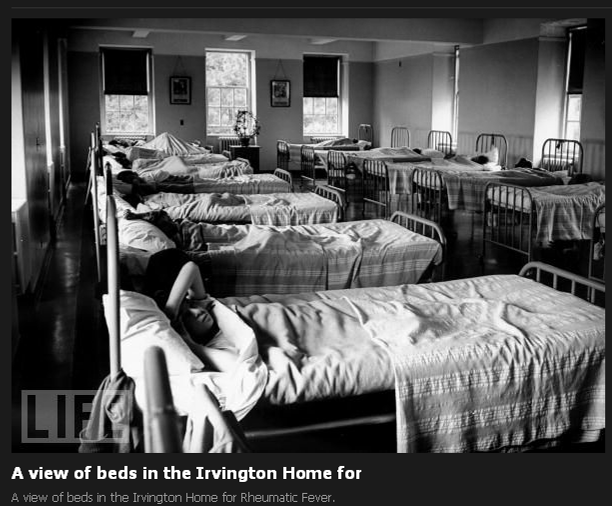 LIFE
A view of beds in the Irvington Home for
A view of beds in the Irvington Home for Rheumatic Fever.